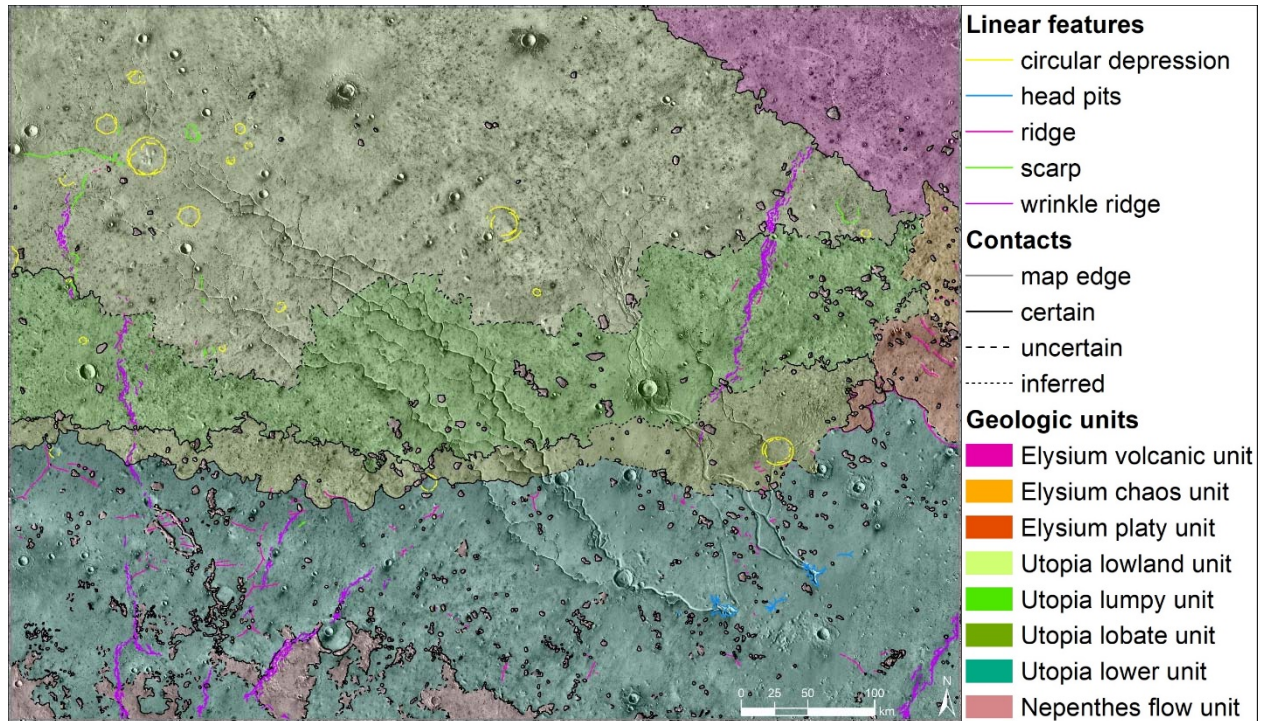 Linear features
circular depression
head pits
ridge
scarp
wrinkle ridge
Contacts
map edge
certain
uncertain
inferred
Geologic units
Elysium volcanic unit
Elysium chaos unit
Elysium platy unit
Utopia lowland unit
Utopia lumpy unit
Utopia lobate unit
Utopia lower unit
Nepenthes flow unit
N
0 25 50 100
km